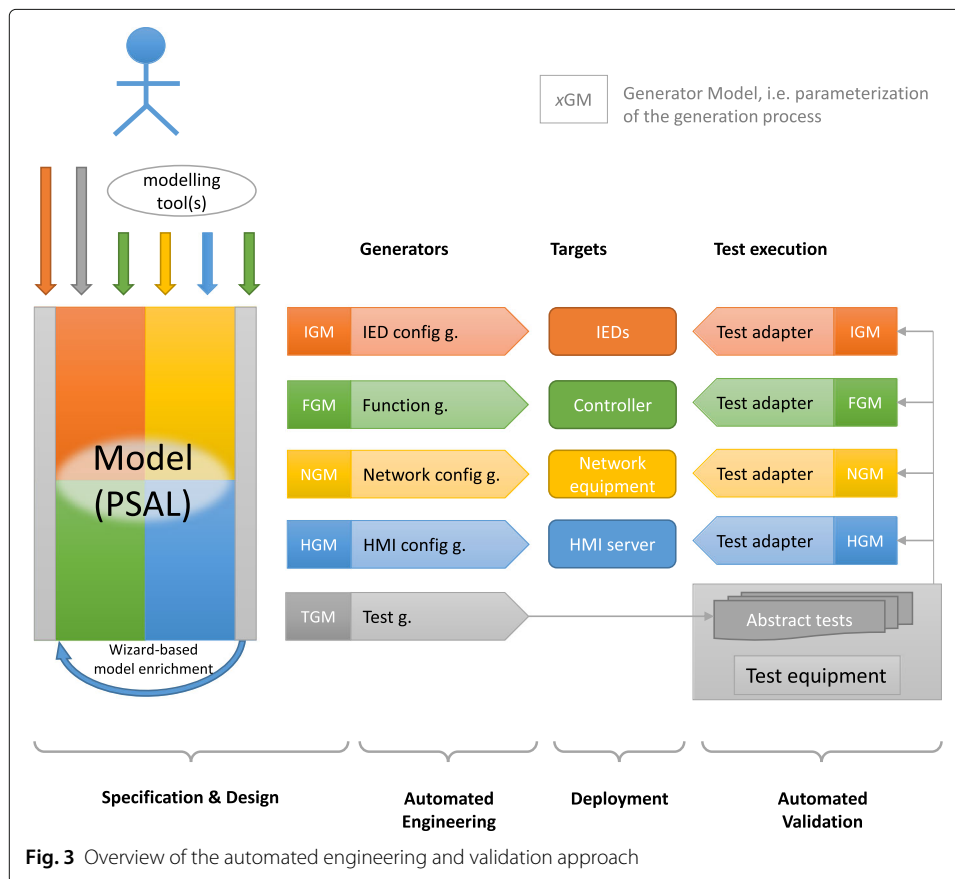 xGM
Generator Model, i.e. parameterization
of the generation process
modelling
tool(s)
Generators
Targets
Test execution
IGM
IED config g.
IEDs
Test adapter
IGM
FGM
Function g.
Controller
Test adapter
FGM
Model
(PSAL)
NGM
Network config g.
Network
equipment
Test adapter
NGM
HGM
HMI config g.
HMI server
Test adapter
HGM
TGM
Test g.
Abstract tests
Wizard-based
model enrichment
Test equipment
Specification & Design
Automated
Engineering
Deployment
Automated
Validation
Fig. 3 Overview of the automated engineering and validation approach